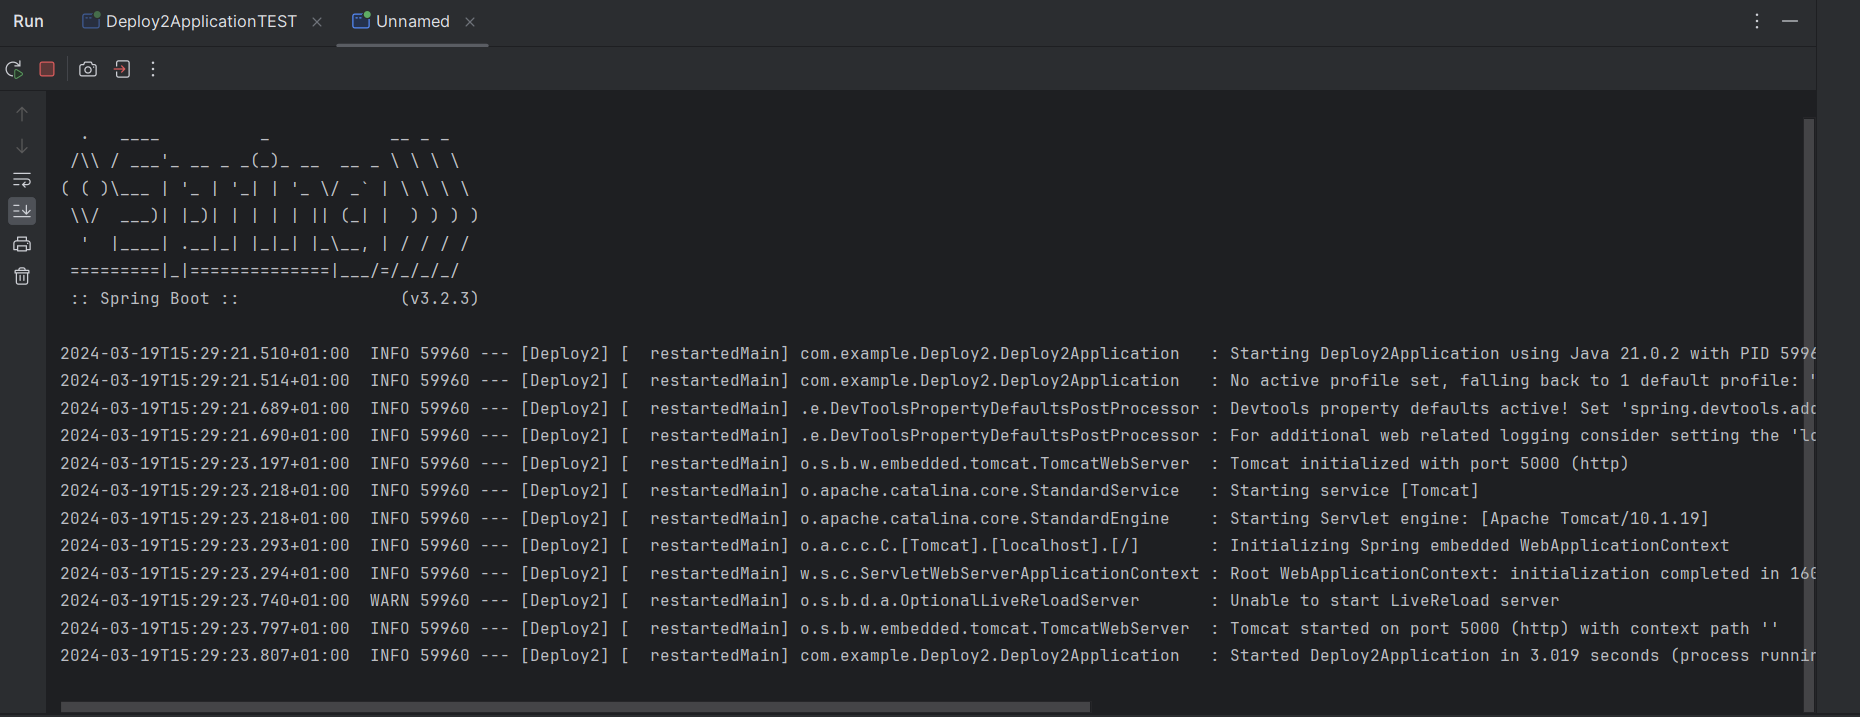 Run Deploy2ApplicationTEST Unnamed
  .   ____          _            __ _ _
 /\\ / ___'_ __ _ _(_)_ __  __ _ \ \ \ \
( ( )\___ | '_ | '_| | '_ \/ _` | \ \ \ \
 \\/  ___)| |_)| | | | | || (_| |  ) ) ) )
  '  |____| .__|_| |_|_| |_\__, | / / / /
 =========|_|==============|___/=/_/_/_/
 :: Spring Boot ::                (v3.2.3)
2024-03-19T15:29:21.510+01:00  INFO 59960 --- [Deploy2] [  restartedMain] com.example.Deploy2.Deploy2Application   : Starting Deploy2Application using Java 21.0.2 with PID 5996
2024-03-19T15:29:21.514+01:00  INFO 59960 --- [Deploy2] [  restartedMain] com.example.Deploy2.Deploy2Application   : No active profile set, falling back to 1 default profile: "
2024-03-19T15:29:21.689+01:00  INFO 59960 --- [Deploy2] [  restartedMain] .e.DevToolsPropertyDefaultsPostProcessor : Devtools property defaults active! Set 'spring.devtools.add
2024-03-19T15:29:21.690+01:00  INFO 59960 --- [Deploy2] [  restartedMain] .e.DevToolsPropertyDefaultsPostProcessor : For additional web related logging consider setting the 'lo
2024-03-19T15:29:23.197+01:00  INFO 59960 --- [Deploy2] [  restartedMain] o.s.b.w.embedded.tomcat.TomcatWebServer  : Tomcat initialized with port 5000 (http)
2024-03-19T15:29:23.218+01:00  INFO 59960 --- [Deploy2] [  restartedMain] o.apache.catalina.core.StandardService   : Starting service [Tomcat]
2024-03-19T15:29:23.218+01:00  INFO 59960 --- [Deploy2] [  restartedMain] o.apache.catalina.core.StandardEngine    : Starting Servlet engine: [Apache Tomcat/10.1.19]
2024-03-19T15:29:23.293+01:00  INFO 59960 --- [Deploy2] [  restartedMain] o.a.c.c.C.[Tomcat].[localhost].[/]       : Initializing Spring embedded WebApplicationContext
2024-03-19T15:29:23.294+01:00  INFO 59960 --- [Deploy2] [  restartedMain] w.s.c.ServletWebServerApplicationContext : Root WebApplicationContext: initialization completed in 160
2024-03-19T15:29:23.740+01:00  WARN 59960 --- [Deploy2] [  restartedMain] o.s.b.d.a.OptionalLiveReloadServer       : Unable to start LiveReload server
2024-03-19T15:29:23.797+01:00  INFO 59960 --- [Deploy2] [  restartedMain] o.s.b.w.embedded.tomcat.TomcatWebServer  : Tomcat started on port 5000 (http) with context path ''
2024-03-19T15:29:23.807+01:00  INFO 59960 --- [Deploy2] [  restartedMain] com.example.Deploy2.Deploy2Application   : Started Deploy2Application in 3.019 seconds (process runnin